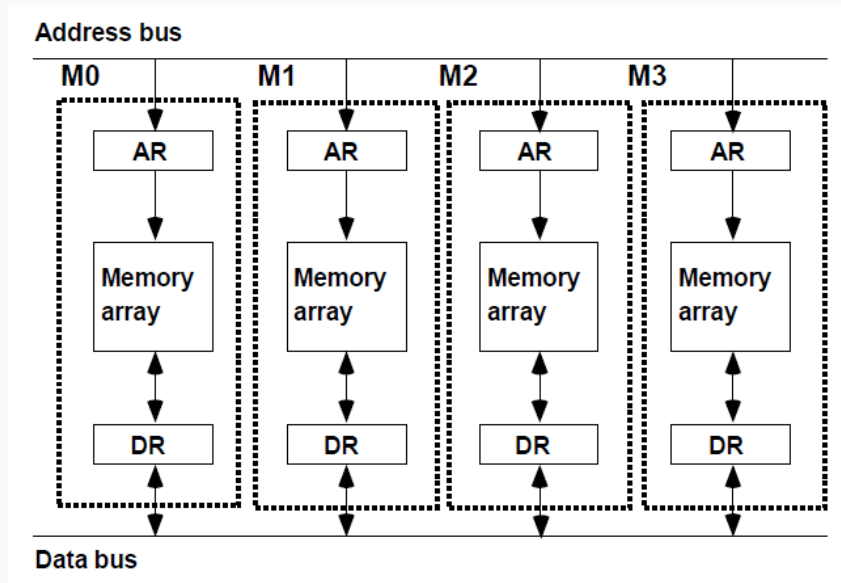 Address bus
M0 M1 M2 M3
AR AR AR AR
Memory Memory Memory Memory
array array array array
DR DR DR DR
Data bus